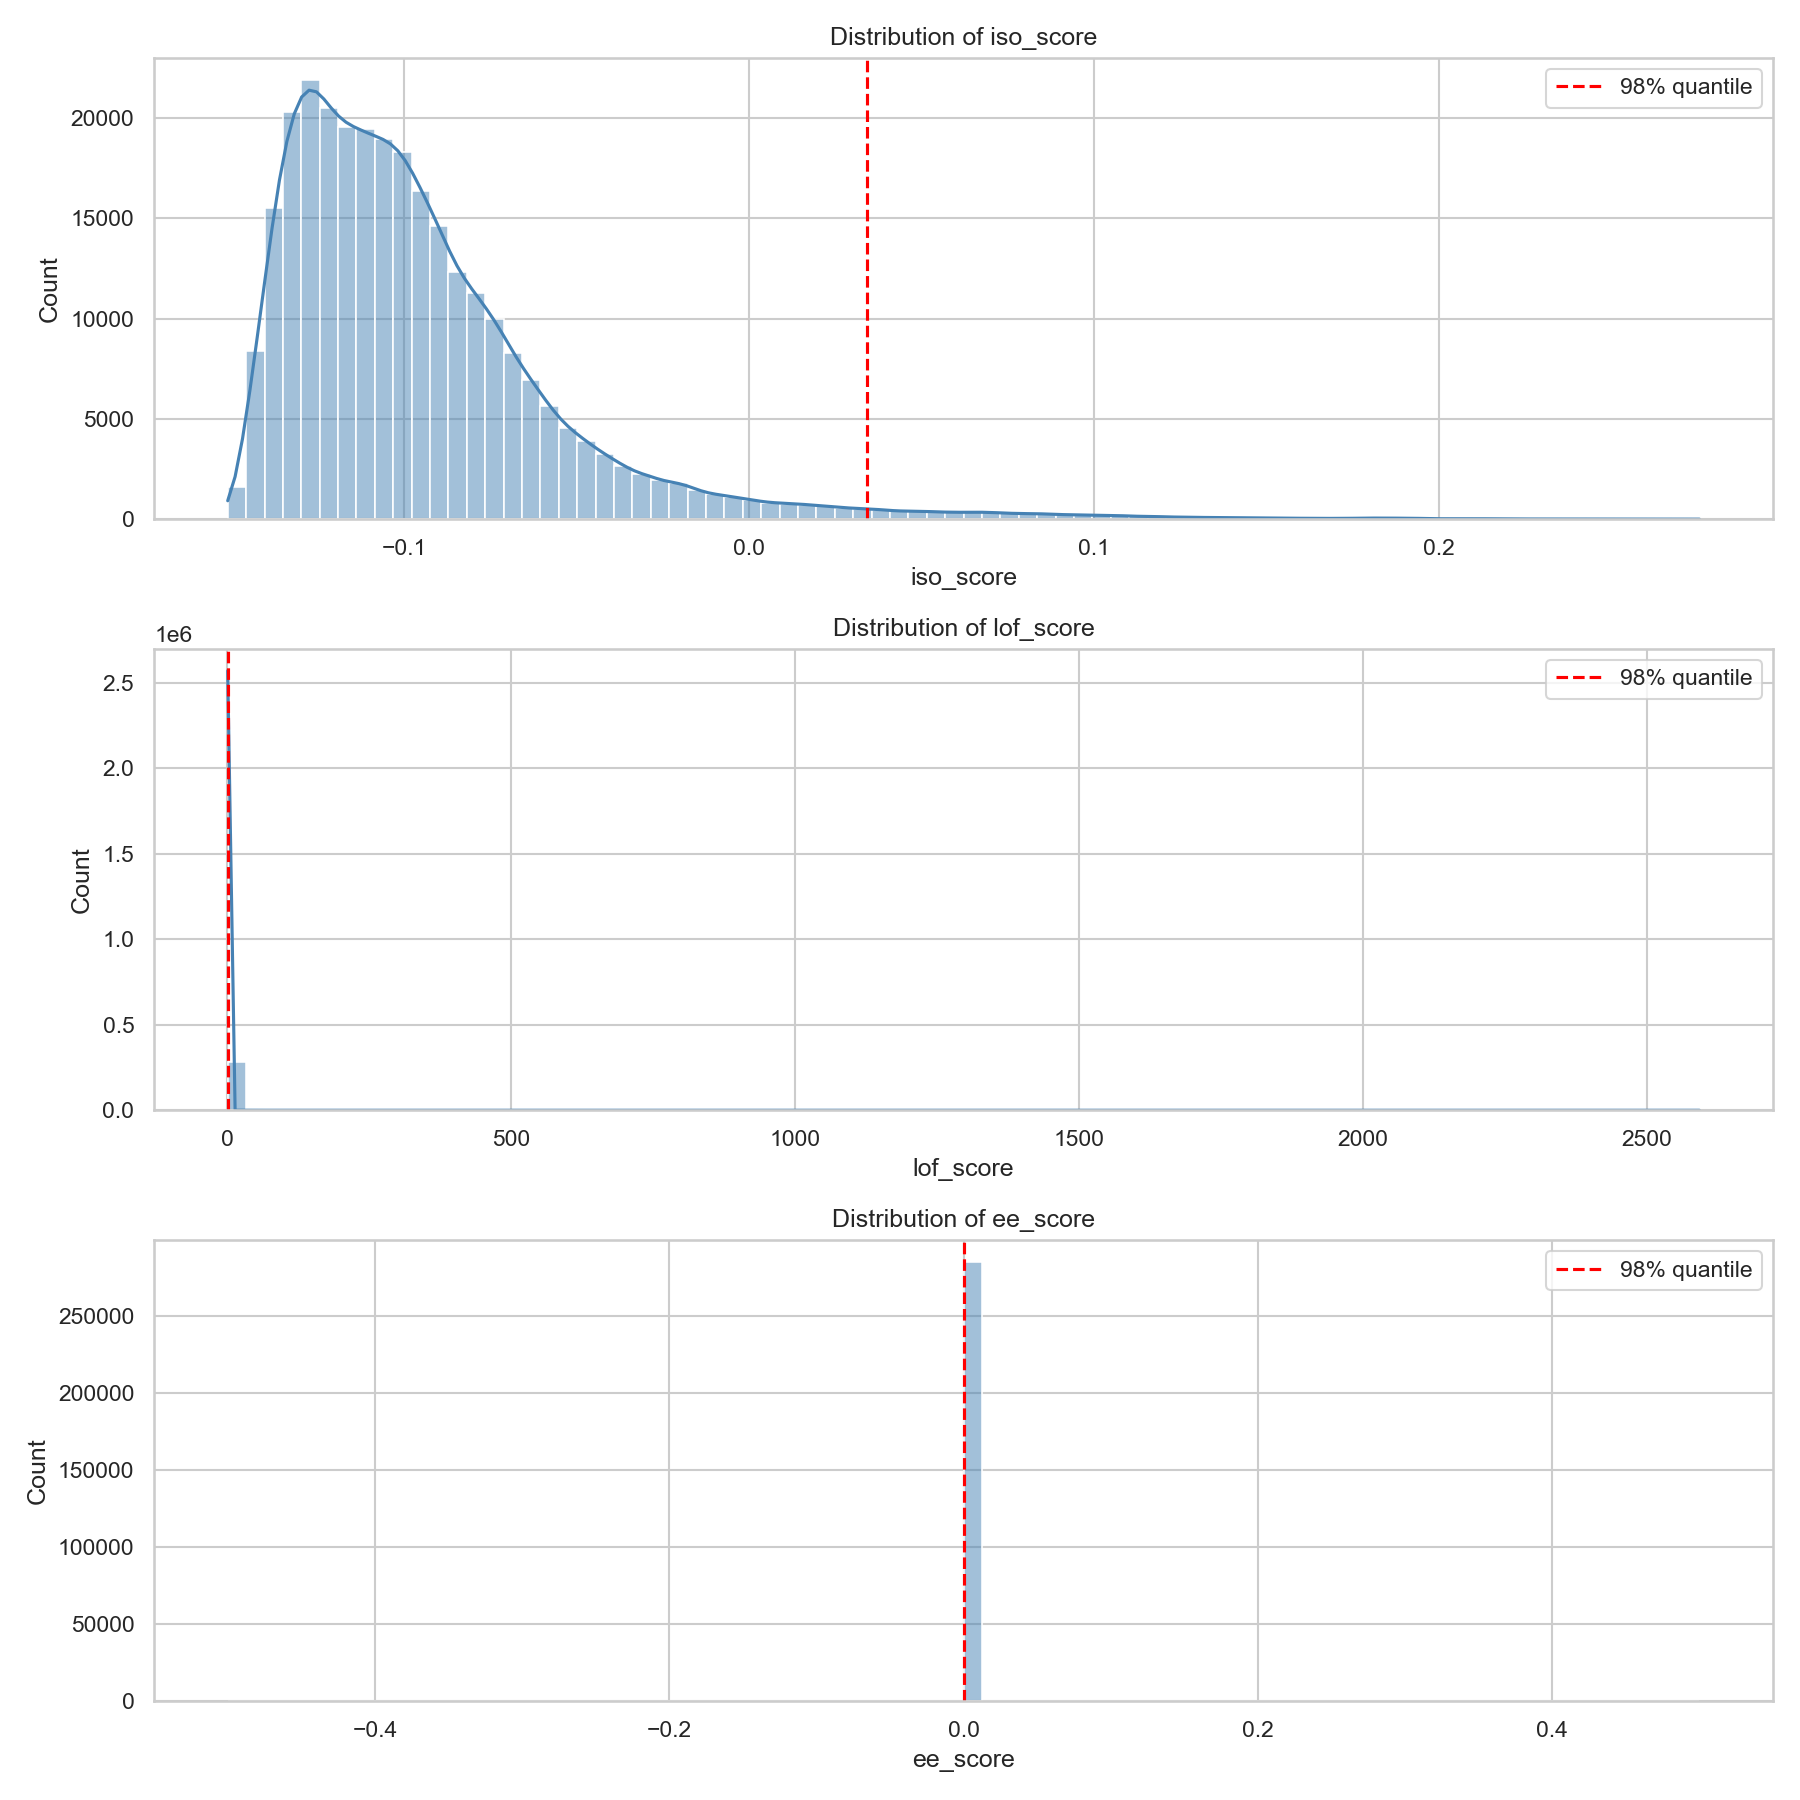 Distribution of iso_score
98% quantile
Count
20000
15000
10000
5000
0
−0.1
0.0
0.1
0.2
iso_score
Distribution of lof_score
1e6
98% quantile
Count
2.5
2.0
1.5
1.0
0.5
0.0
0
500
1000
1500
2000
2500
lof_score
Distribution of ee_score
98% quantile
Count
250000
200000
150000
100000
50000
0
−0.4
−0.2
0.0
0.2
0.4
ee_score